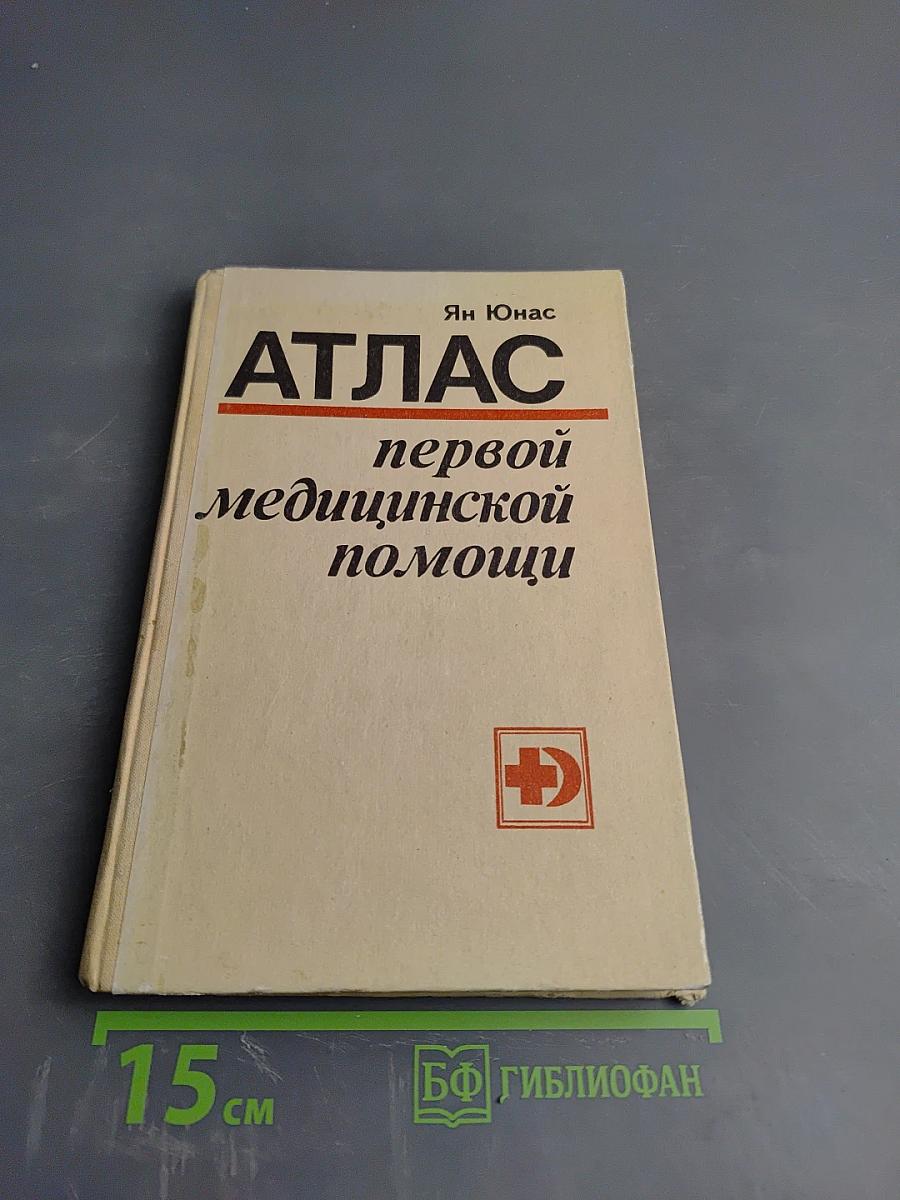 Ян Юнас
АТЛАС
первой
медицинской
помощи
15 см
БФ ГИБЛИОФАН